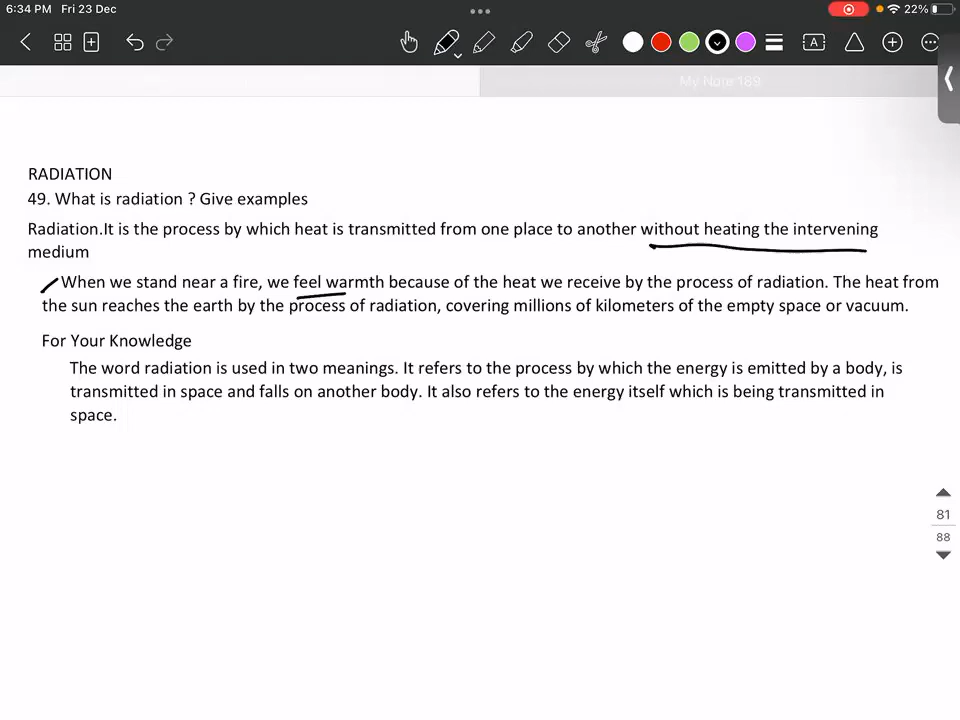 6:34 PM Fri 23 Dec
22%
A
My Note 189
RADIATION
49. What is radiation ? Give examples
Radiation.It is the process by which heat is transmitted from one place to another without heating the intervening
medium
When we stand near a fire, we feel warmth because of the heat we receive by the process of radiation. The heat from
the sun reaches the earth by the process of radiation, covering millions of kilometers of the empty space or vacuum.
For Your Knowledge
The word radiation is used in two meanings. It refers to the process by which the energy is emitted by a body, is
transmitted in space and falls on another body. It also refers to the energy itself which is being transmitted in
space.
81
88